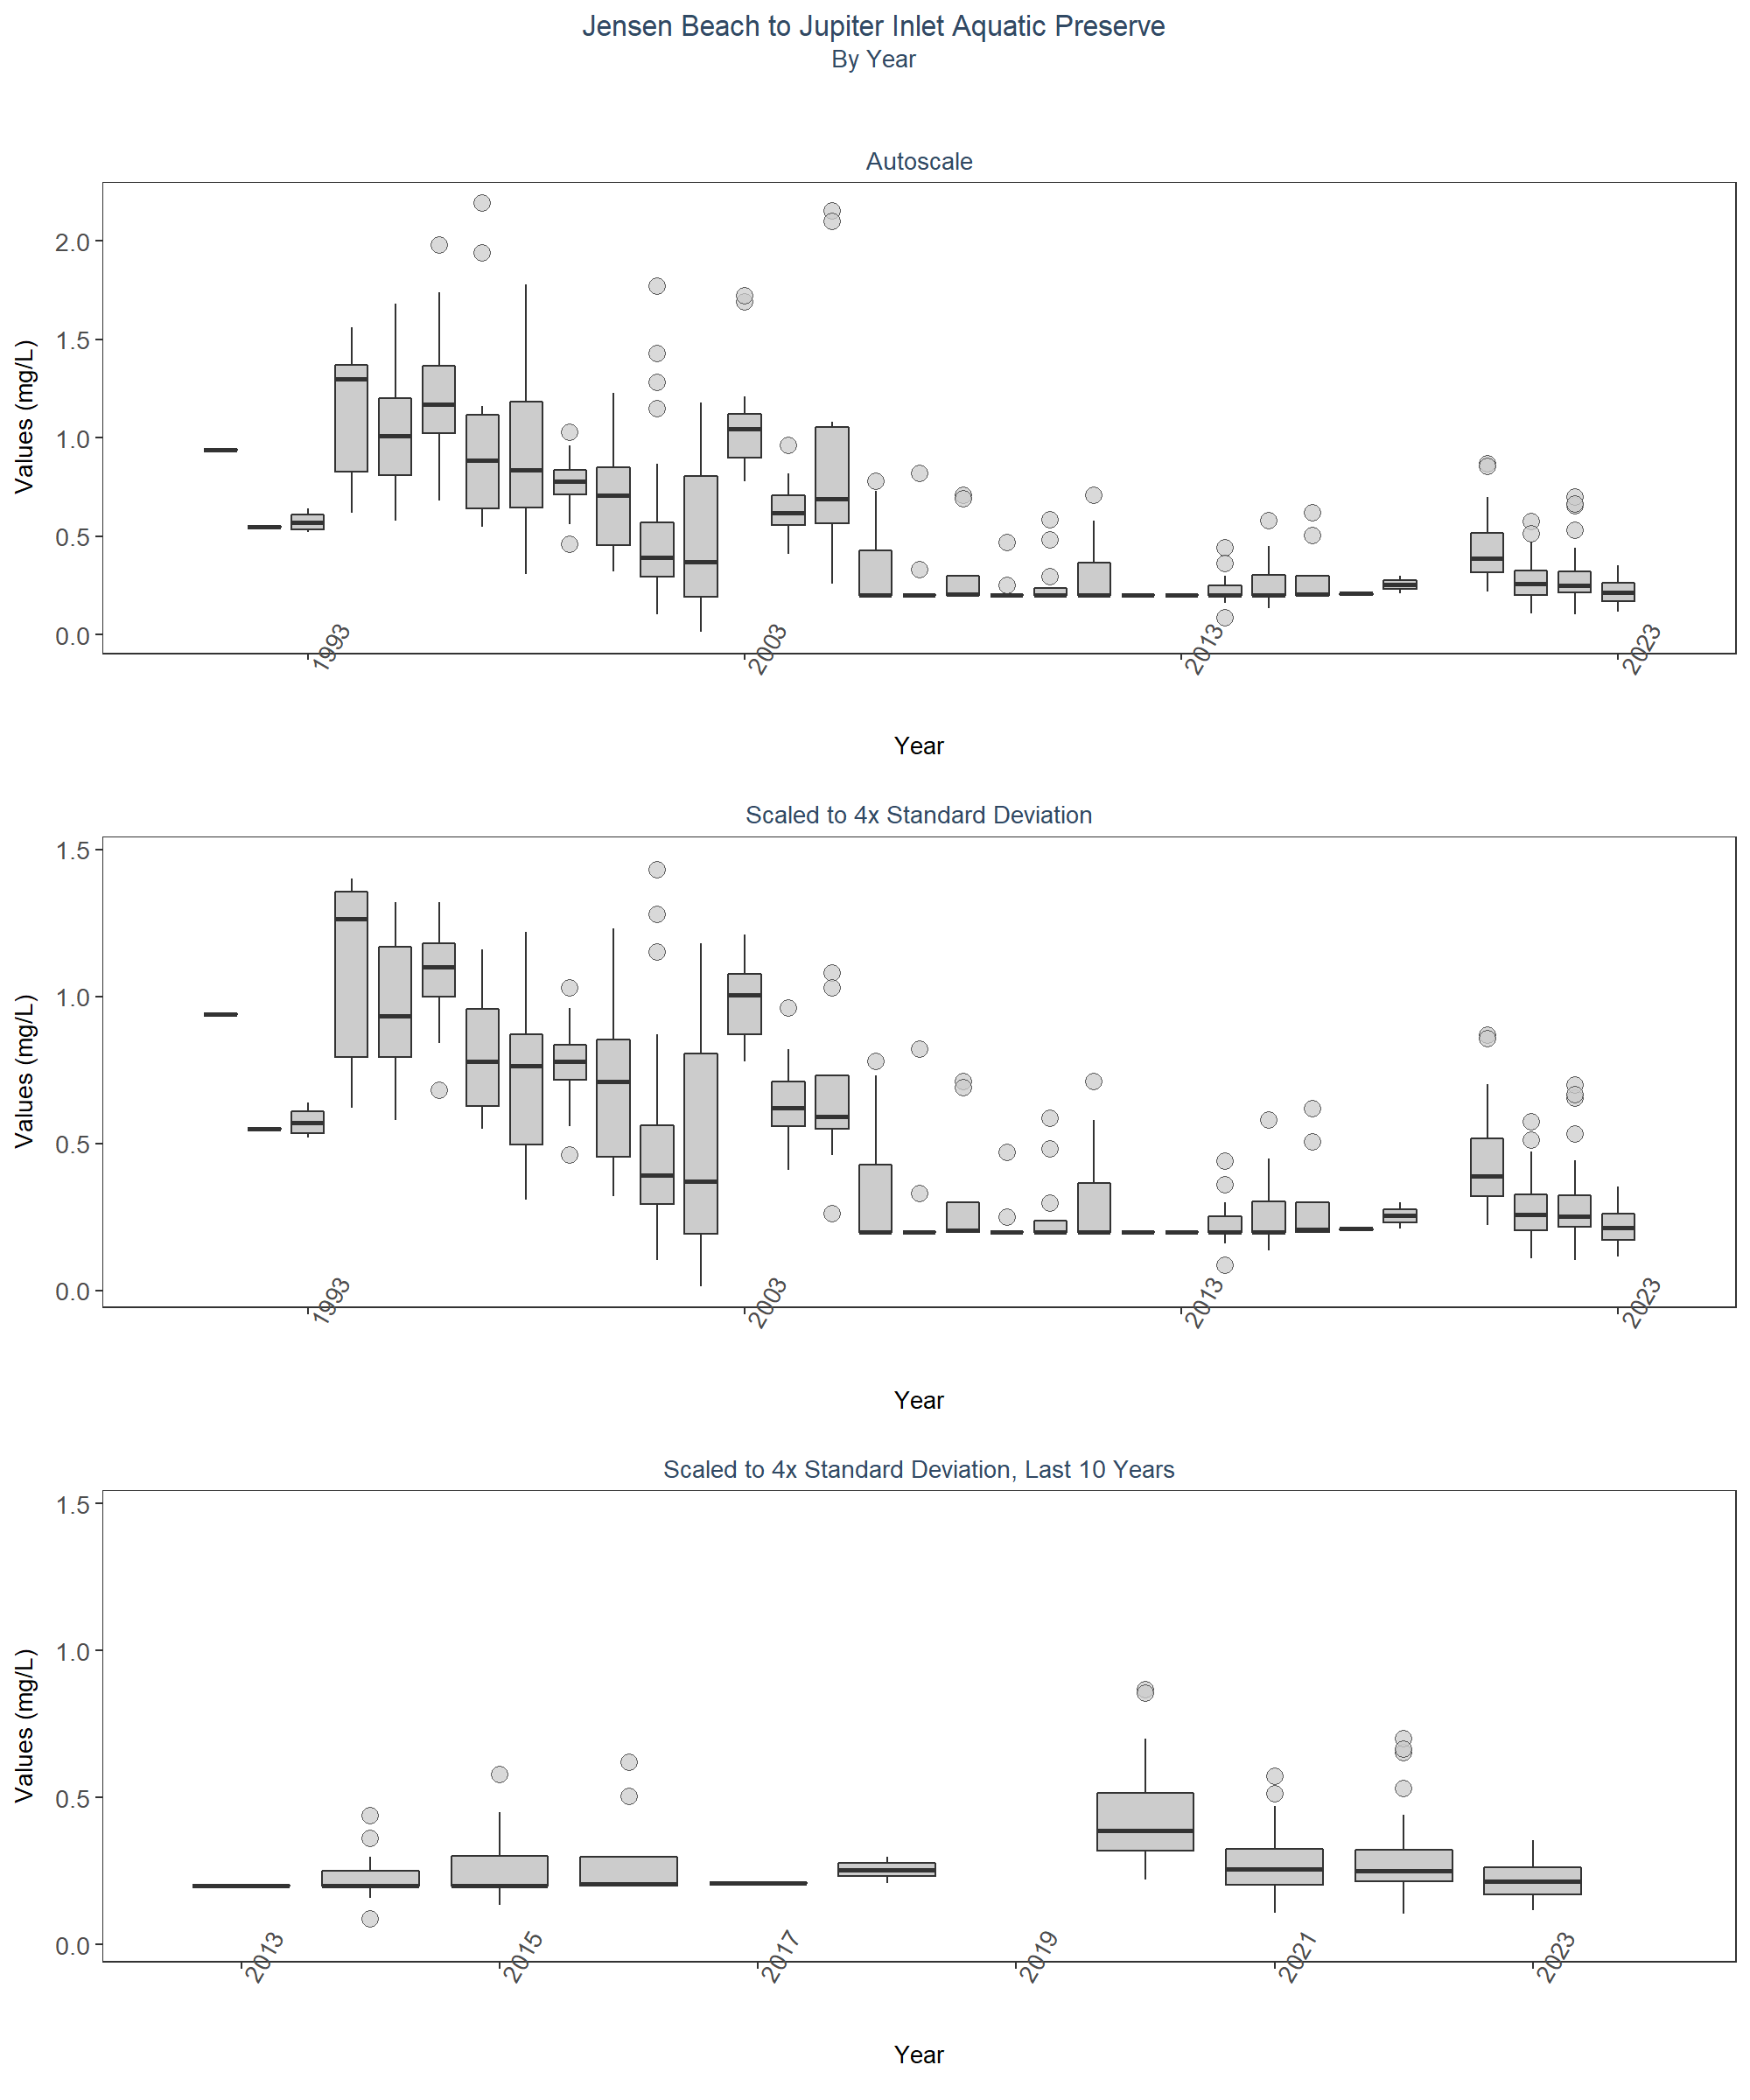 Jensen Beach to Jupiter Inlet Aquatic Preserve
By Year
Autoscale
Values (mg/L)
2.0
1.5
1.0
0.5
0.0
1993
2003
2013
2023
Year
Scaled to 4x Standard Deviation
Values (mg/L)
1.5
1.0
0.5
0.0
1993
2003
2013
2023
Year
Scaled to 4x Standard Deviation, Last 10 Years
Values (mg/L)
1.5
1.0
0.5
0.0
2013
2015
2017
2019
2021
2023
Year